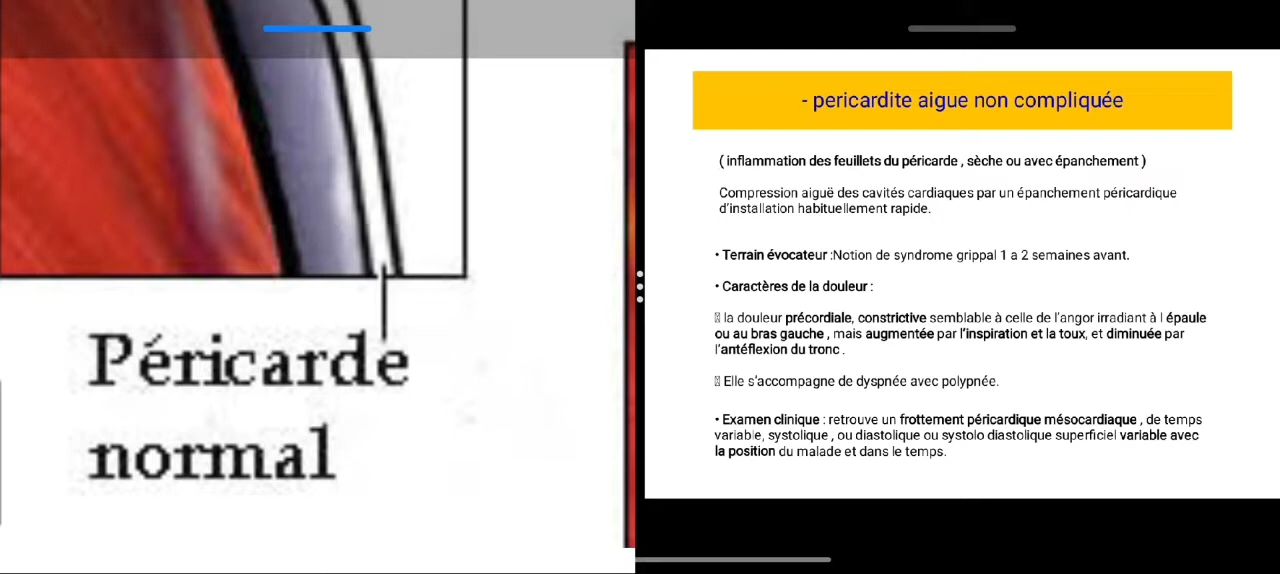 Péricarde
normal
- pericardite aigue non compliquée
( inflammation des feuillets du péricarde , sèche ou avec épanchement )
Compression aiguë des cavités cardiaques par un épanchement péricardique
d'installation habituellement rapide.
• Terrain évocateur :Notion de syndrome grippal 1 a 2 semaines avant.
• Caractères de la douleur :
la douleur précordiale, constrictive semblable à celle de l'angor irradiant à l épaule
ou au bras gauche , mais augmentée par l'inspiration et la toux, et diminuée par
l'antéflexion du tronc .
Elle s'accompagne de dyspnée avec polypnée.
• Examen clinique : retrouve un frottement péricardique mésocardiaque , de temps
variable, systolique , ou diastolique ou systolo diastolique superficiel variable avec
la position du malade et dans le temps.